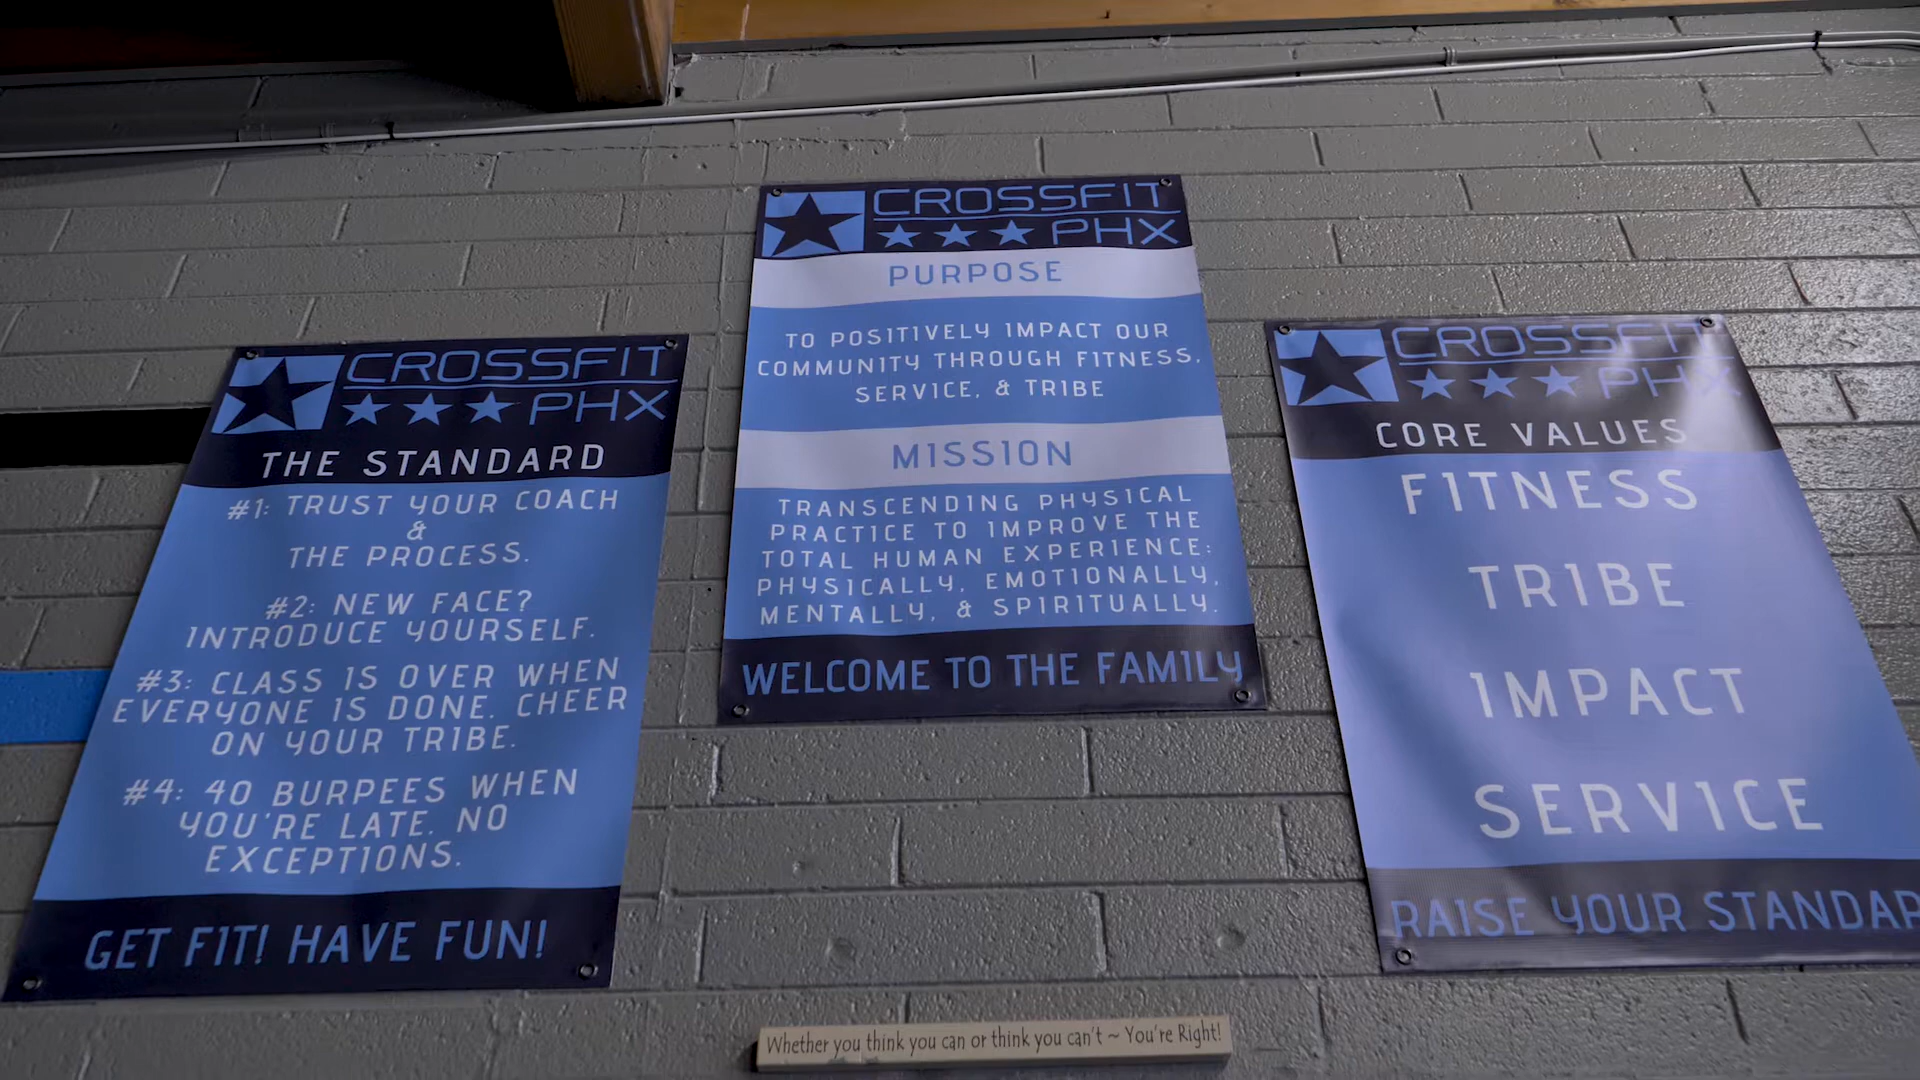 CROSSFIT
PHX
THE STANDARD
#1: TRUST YOUR COACH
&
THE PROCESS.
#2: NEW FACE?
INTRODUCE YOURSELF.
#3: CLASS IS OVER WHEN
EVERYONE IS DONE. CHEER
ON YOUR TRIBE.
#4: 40 BURPEES WHEN
YOU'RE LATE. NO
EXCEPTIONS.
GET FIT! HAVE FUN!
CROSSFIT
PHX
PURPOSE
TO POSITIVELY IMPACT OUR
COMMUNITY THROUGH FITNESS,
SERVICE, & TRIBE
MISSION
TRANSCENDING PHYSICAL
PRACTICE TO IMPROVE THE
TOTAL HUMAN EXPERIENCE:
PHYSICALLY, EMOTIONALLY,
MENTALLY, & SPIRITUALLY.
WELCOME TO THE FAMILY
CROSSFIT
PHX
CORE VALUES
FITNESS
TRIBE
IMPACT
SERVICE
RAISE YOUR STANDAR
Whether you think you can or think you can't ~ You're Right!